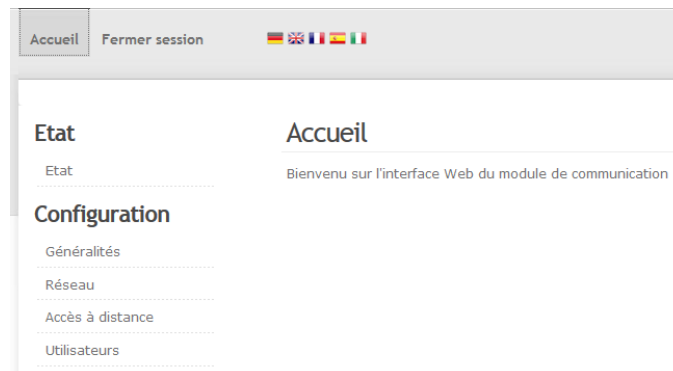 Accueil Fermer session
Etat
Etat
Configuration
Généralités
Réseau
Accès à distance
Utilisateurs
Accueil
Bienvenu sur l'interface Web du module de communication